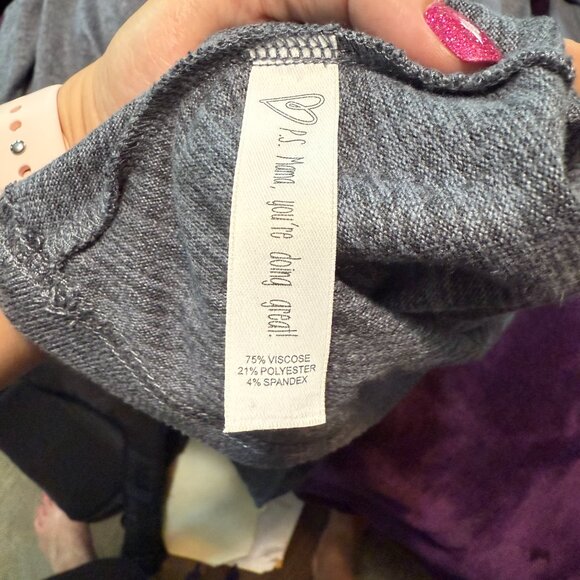 P.S. Mama, you're doing great!
75% VISCOSE
21% POLYESTER
4% SPANDEX